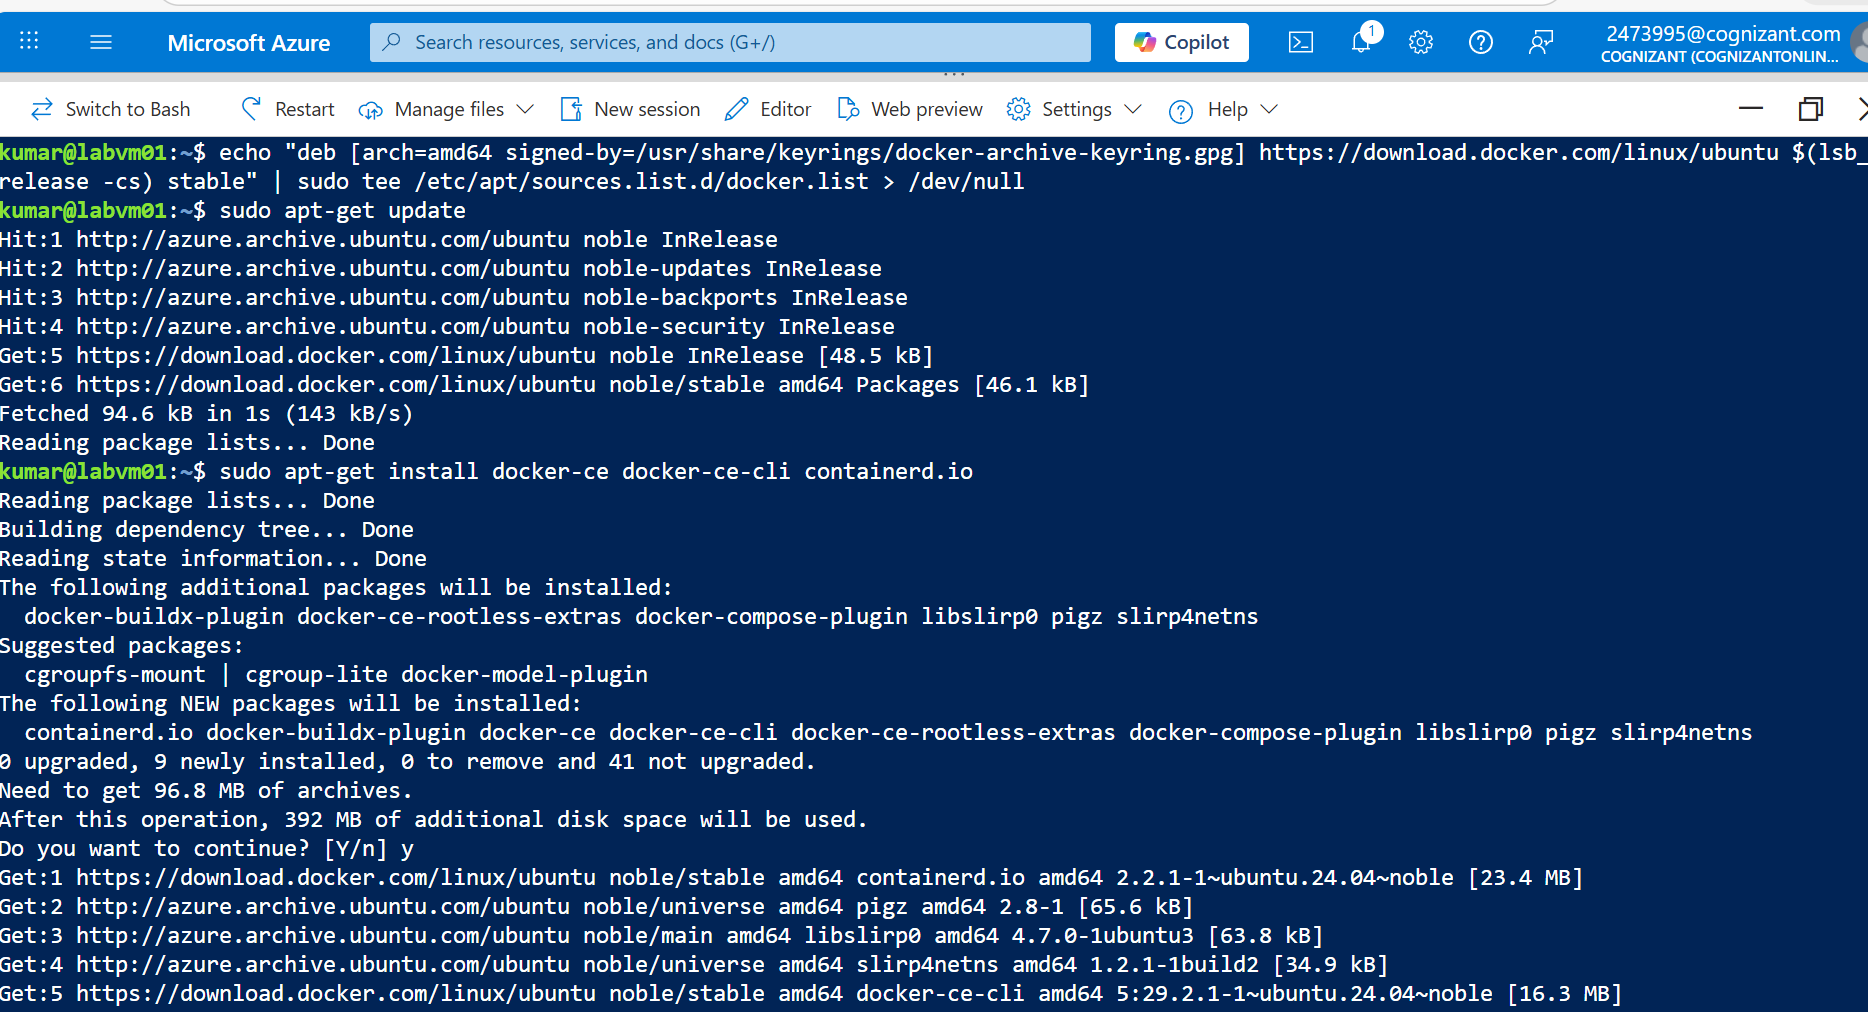 Microsoft Azure
Search resources, services, and docs (G+/)
Copilot
1
2473995@cognizant.com
COGNIZANT (COGNIZANTONLIN...
Switch to Bash
Restart
Manage files
New session
Editor
Web preview
Settings
Help
kumar@labvm01:~$ echo "deb [arch=amd64 signed-by=/usr/share/keyrings/docker-archive-keyring.gpg] https://download.docker.com/linux/ubuntu $(lsb_
release -cs) stable" | sudo tee /etc/apt/sources.list.d/docker.list > /dev/null
kumar@labvm01:~$ sudo apt-get update
Hit:1 http://azure.archive.ubuntu.com/ubuntu noble InRelease
Hit:2 http://azure.archive.ubuntu.com/ubuntu noble-updates InRelease
Hit:3 http://azure.archive.ubuntu.com/ubuntu noble-backports InRelease
Hit:4 http://azure.archive.ubuntu.com/ubuntu noble-security InRelease
Get:5 https://download.docker.com/linux/ubuntu noble InRelease [48.5 kB]
Get:6 https://download.docker.com/linux/ubuntu noble/stable amd64 Packages [46.1 kB]
Fetched 94.6 kB in 1s (143 kB/s)
Reading package lists... Done
kumar@labvm01:~$ sudo apt-get install docker-ce docker-ce-cli containerd.io
Reading package lists... Done
Building dependency tree... Done
Reading state information... Done
The following additional packages will be installed:
  docker-buildx-plugin docker-ce-rootless-extras docker-compose-plugin libslirp0 pigz slirp4netns
Suggested packages:
  cgroupfs-mount | cgroup-lite docker-model-plugin
The following NEW packages will be installed:
  containerd.io docker-buildx-plugin docker-ce docker-ce-cli docker-ce-rootless-extras docker-compose-plugin libslirp0 pigz slirp4netns
0 upgraded, 9 newly installed, 0 to remove and 41 not upgraded.
Need to get 96.8 MB of archives.
After this operation, 392 MB of additional disk space will be used.
Do you want to continue? [Y/n] y
Get:1 https://download.docker.com/linux/ubuntu noble/stable amd64 containerd.io amd64 2.2.1-1~ubuntu.24.04~noble [23.4 MB]
Get:2 http://azure.archive.ubuntu.com/ubuntu noble/universe amd64 pigz amd64 2.8-1 [65.6 kB]
Get:3 http://azure.archive.ubuntu.com/ubuntu noble/main amd64 libslirp0 amd64 4.7.0-1ubuntu3 [63.8 kB]
Get:4 http://azure.archive.ubuntu.com/ubuntu noble/universe amd64 slirp4netns amd64 1.2.1-1build2 [34.9 kB]
Get:5 https://download.docker.com/linux/ubuntu noble/stable amd64 docker-ce-cli amd64 5:29.2.1-1~ubuntu.24.04~noble [16.3 MB]